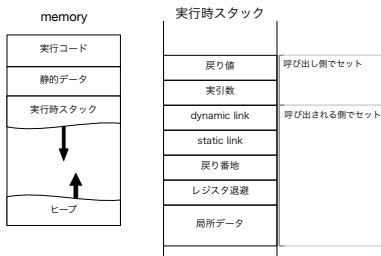 memory
実行コード
静的データ
実行時スタック
ヒープ
実行時スタック
戻り値
実引数
dynamic link
static link
戻り番地
レジスタ退避
局所データ
呼び出し側でセット
呼び出される側でセット